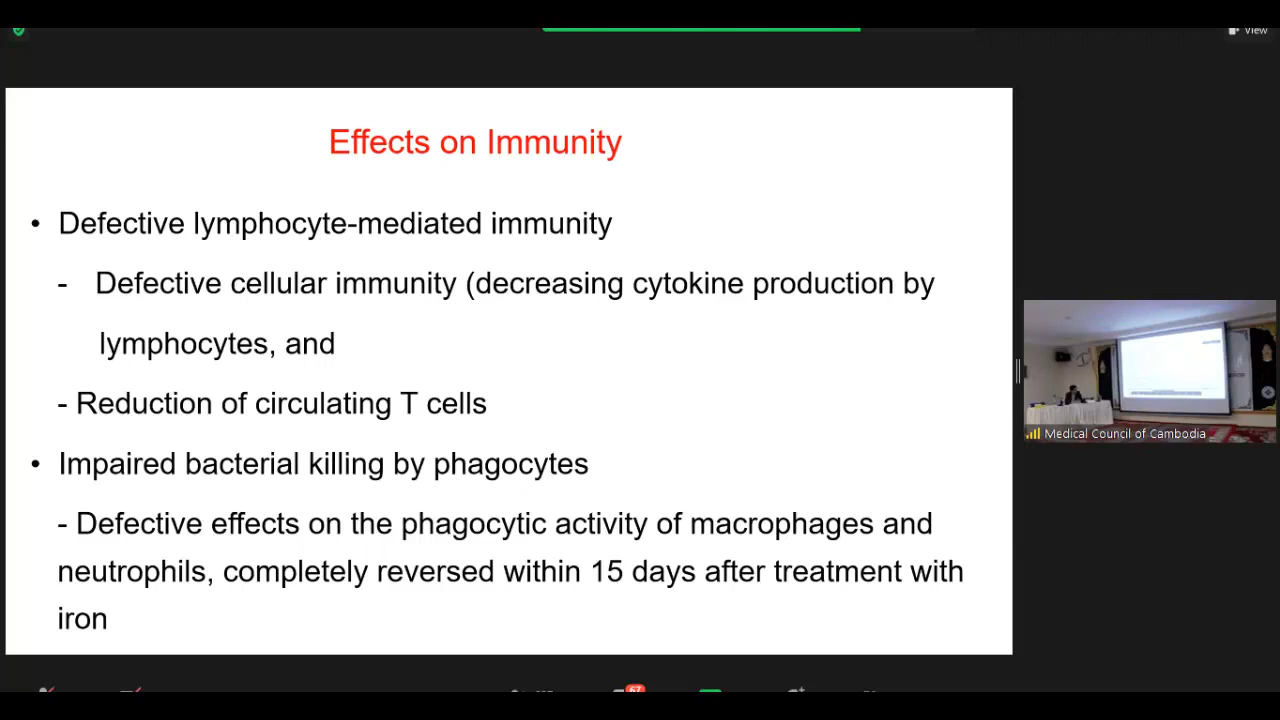 View
Effects on Immunity
• Defective lymphocyte-mediated immunity
- Defective cellular immunity (decreasing cytokine production by
lymphocytes, and
- Reduction of circulating T cells
• Impaired bacterial killing by phagocytes
- Defective effects on the phagocytic activity of macrophages and
neutrophils, completely reversed within 15 days after treatment with
iron
Medical Council of Cambodia
67